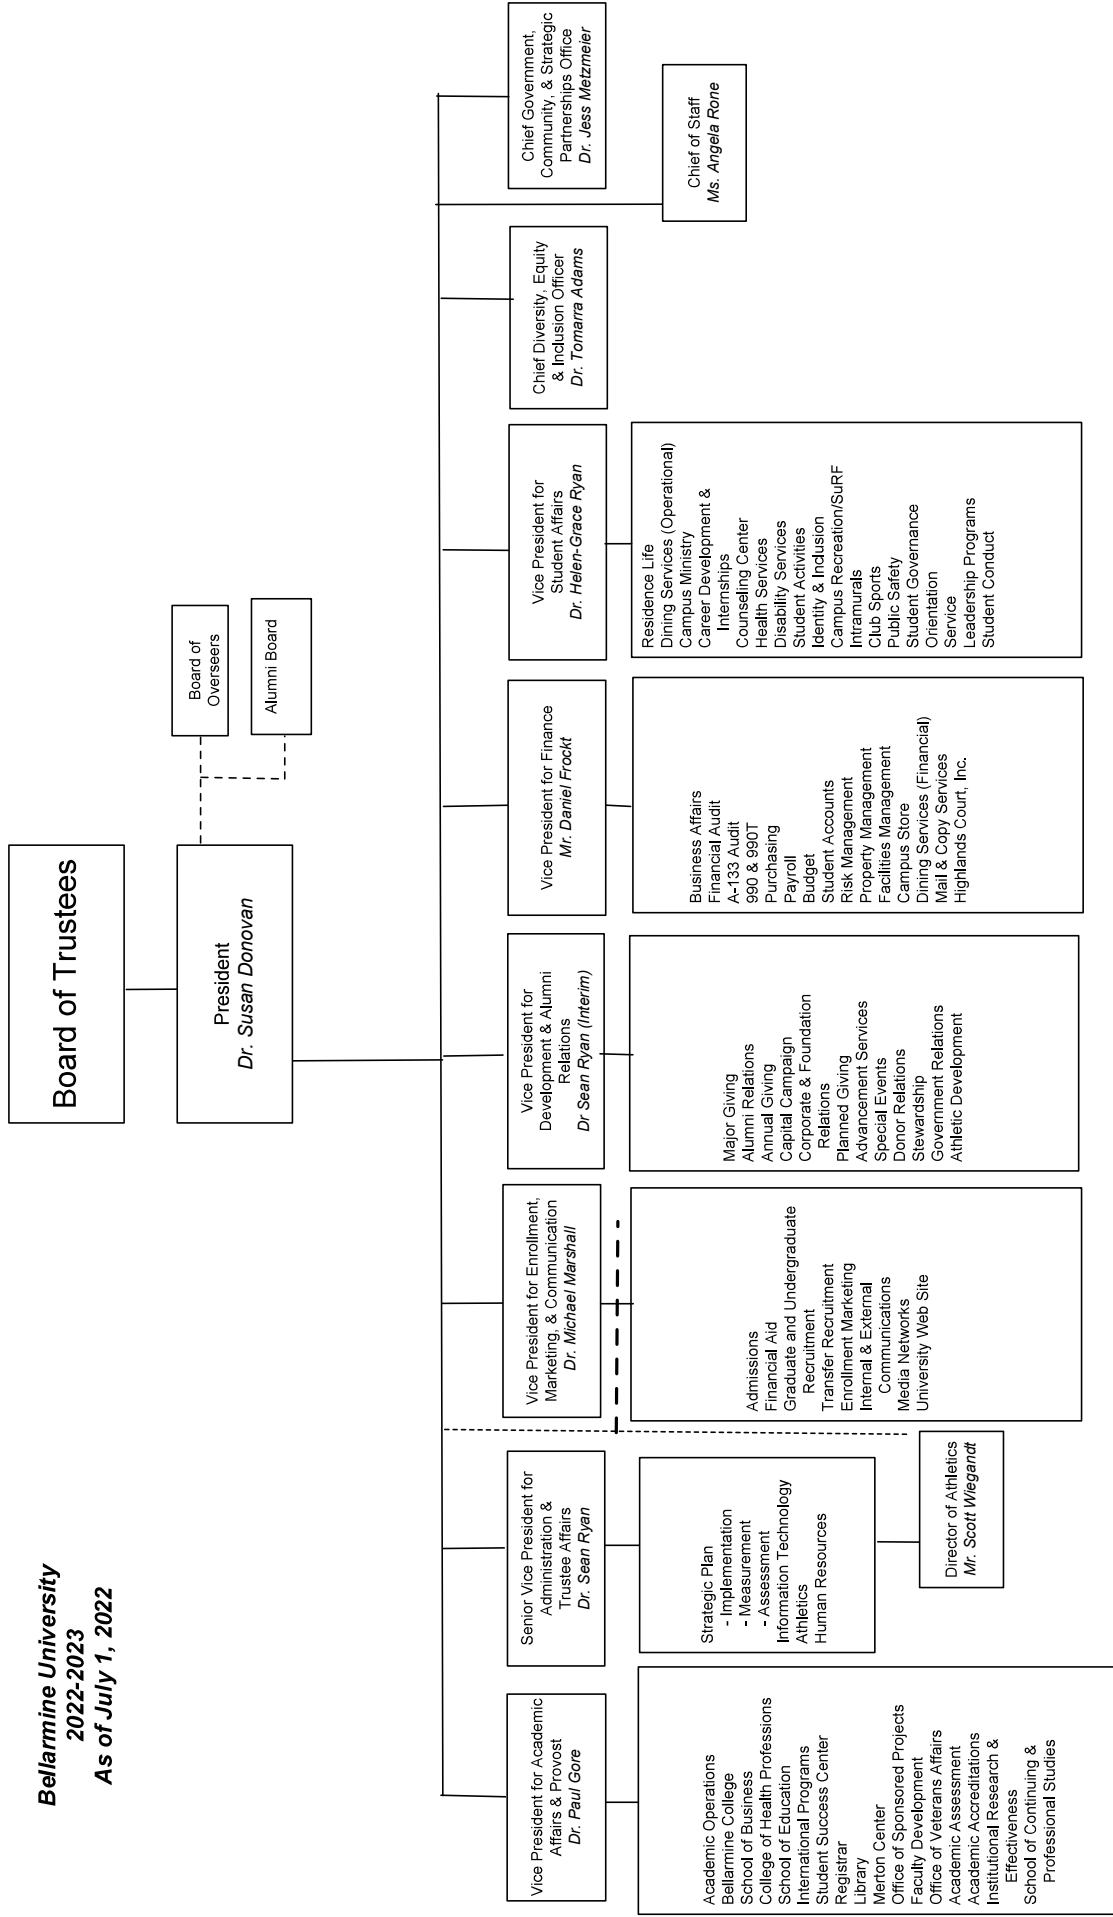 Bellarmine University
2022-2023
As of July 1, 2022
Board of Trustees
President
Dr. Susan Donovan
Board of
Overseers
Alumni Board
Vice President for Academic
Affairs & Provost
Dr. Paul Gore
Senior Vice President for
Administration &
Trustee Affairs
Dr. Sean Ryan
Vice President for Enrollment,
Marketing, & Communication
Dr. Michael Marshall
Vice President for
Development & Alumni
Relations
Dr Sean Ryan (Interim)
Vice President for Finance
Mr. Daniel Frockt
Vice President for
Student Affairs
Dr. Helen-Grace Ryan
Chief Diversity, Equity
& Inclusion Officer
Dr. Tomarra Adams
Chief Government,
Community, & Strategic
Partnerships Office
Dr. Jess Metzmeier
Chief of Staff
Ms. Angela Rone
Academic Operations
Bellarmine College
School of Business
College of Health Professions
School of Education
International Programs
Student Success Center
Registrar
Library
Merton Center
Office of Sponsored Projects
Faculty Development
Office of Veterans Affairs
Academic Assessment
Academic Accreditations
Institutional Research &
Effectiveness
School of Continuing &
Professional Studies
Strategic Plan
- Implementation
- Measurement
- Assessment
Information Technology
Athletics
Human Resources
Director of Athletics
Mr. Scott Wiegandt
Admissions
Financial Aid
Graduate and Undergraduate
Recruitment
Transfer Recruitment
Enrollment Marketing
Internal & External
Communications
Media Networks
University Web Site
Major Giving
Alumni Relations
Annual Giving
Capital Campaign
Corporate & Foundation
Relations
Planned Giving
Advancement Services
Special Events
Donor Relations
Stewardship
Government Relations
Athletic Development
Business Affairs
Financial Audit
A-133 Audit
990 & 990T
Purchasing
Payroll
Budget
Student Accounts
Risk Management
Property Management
Facilities Management
Campus Store
Dining Services (Financial)
Mail & Copy Services
Highlands Court, Inc.
Residence Life
Dining Services (Operational)
Campus Ministry
Career Development &
Internships
Counseling Center
Health Services
Disability Services
Student Activities
Identity & Inclusion
Campus Recreation/SuRF
Intramurals
Club Sports
Public Safety
Student Governance
Orientation
Service
Leadership Programs
Student Conduct